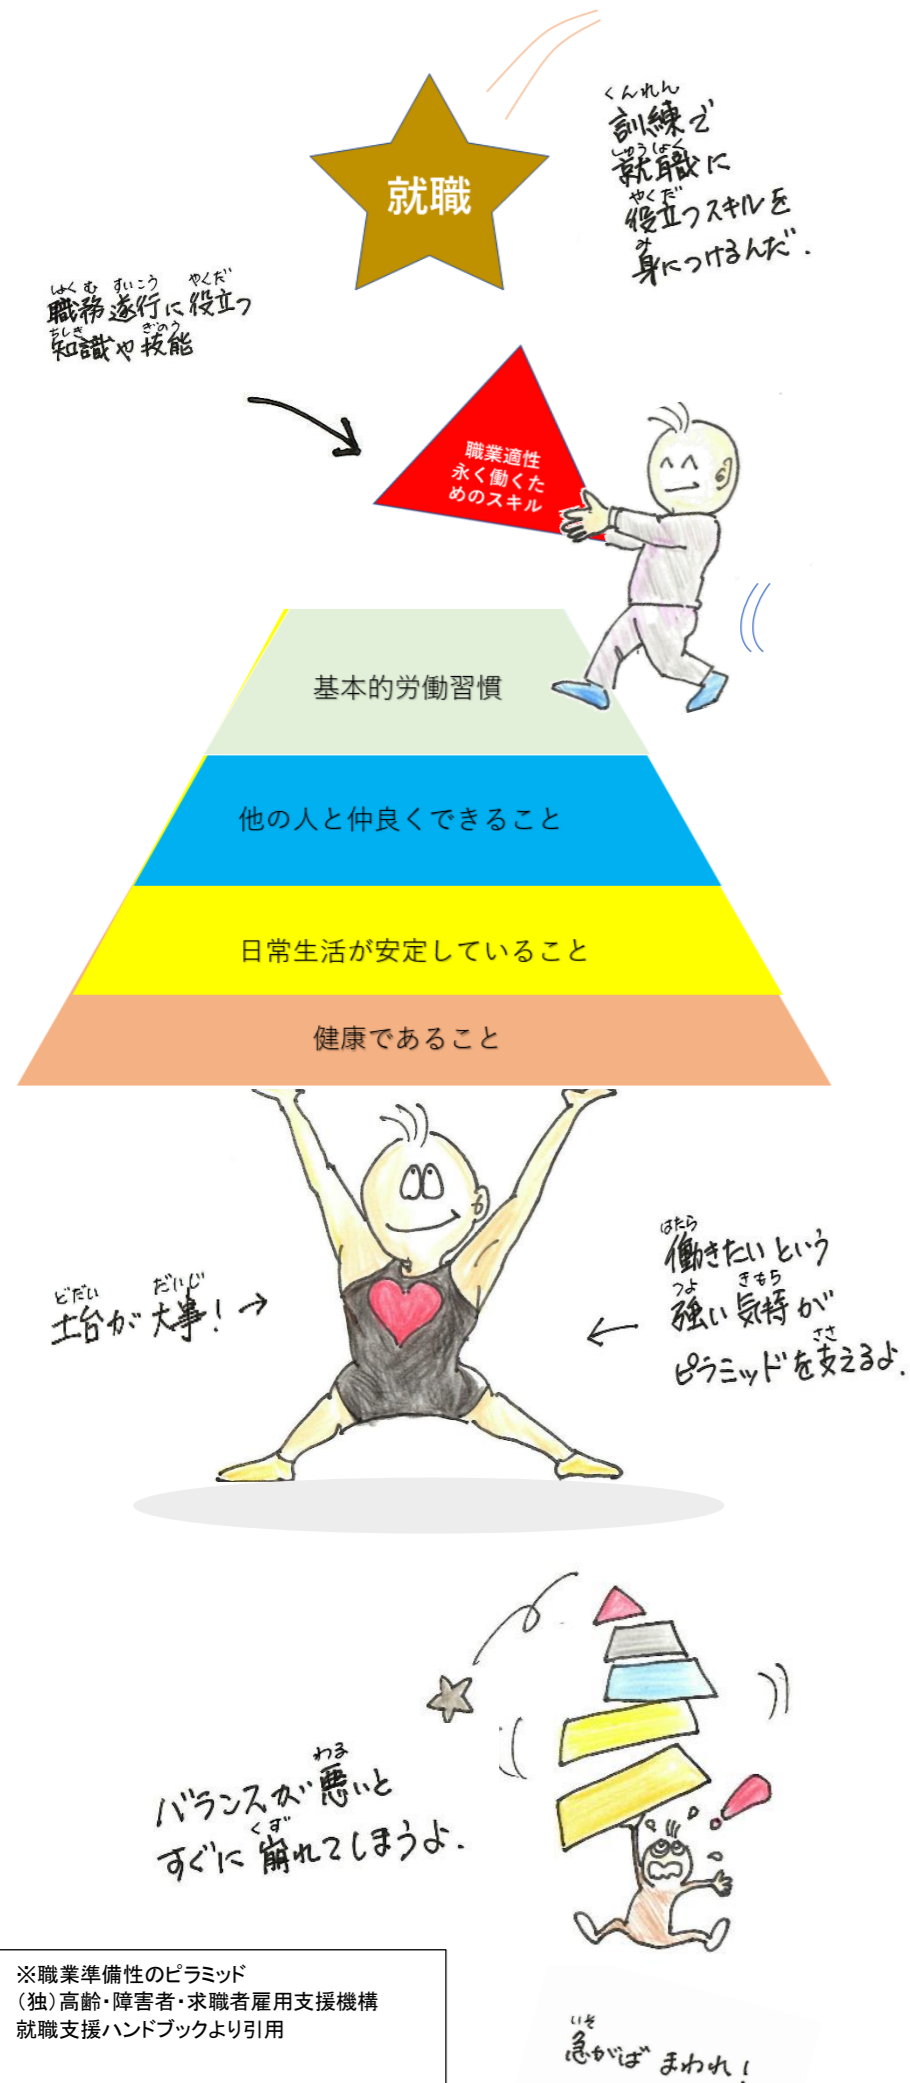 就職
訓練で
就職に
役立つスキルを
身につけるんだ.
職務遂行に役立つ
知識や技能
職業適性
永く働くた
めのスキル
基本的労働習慣
他の人と仲良くできること
日常生活が安定していること
健康であること
土台が大事!→
働きたいという
強い気持が
ピラミッドを支えるよ.
バランスが悪いと
すぐに崩れてしまうよ.
※職業準備性のピラミッド
(独)高齢・障害者・求職者雇用支援機構
就職支援ハンドブックより引用
急がば まわれ!